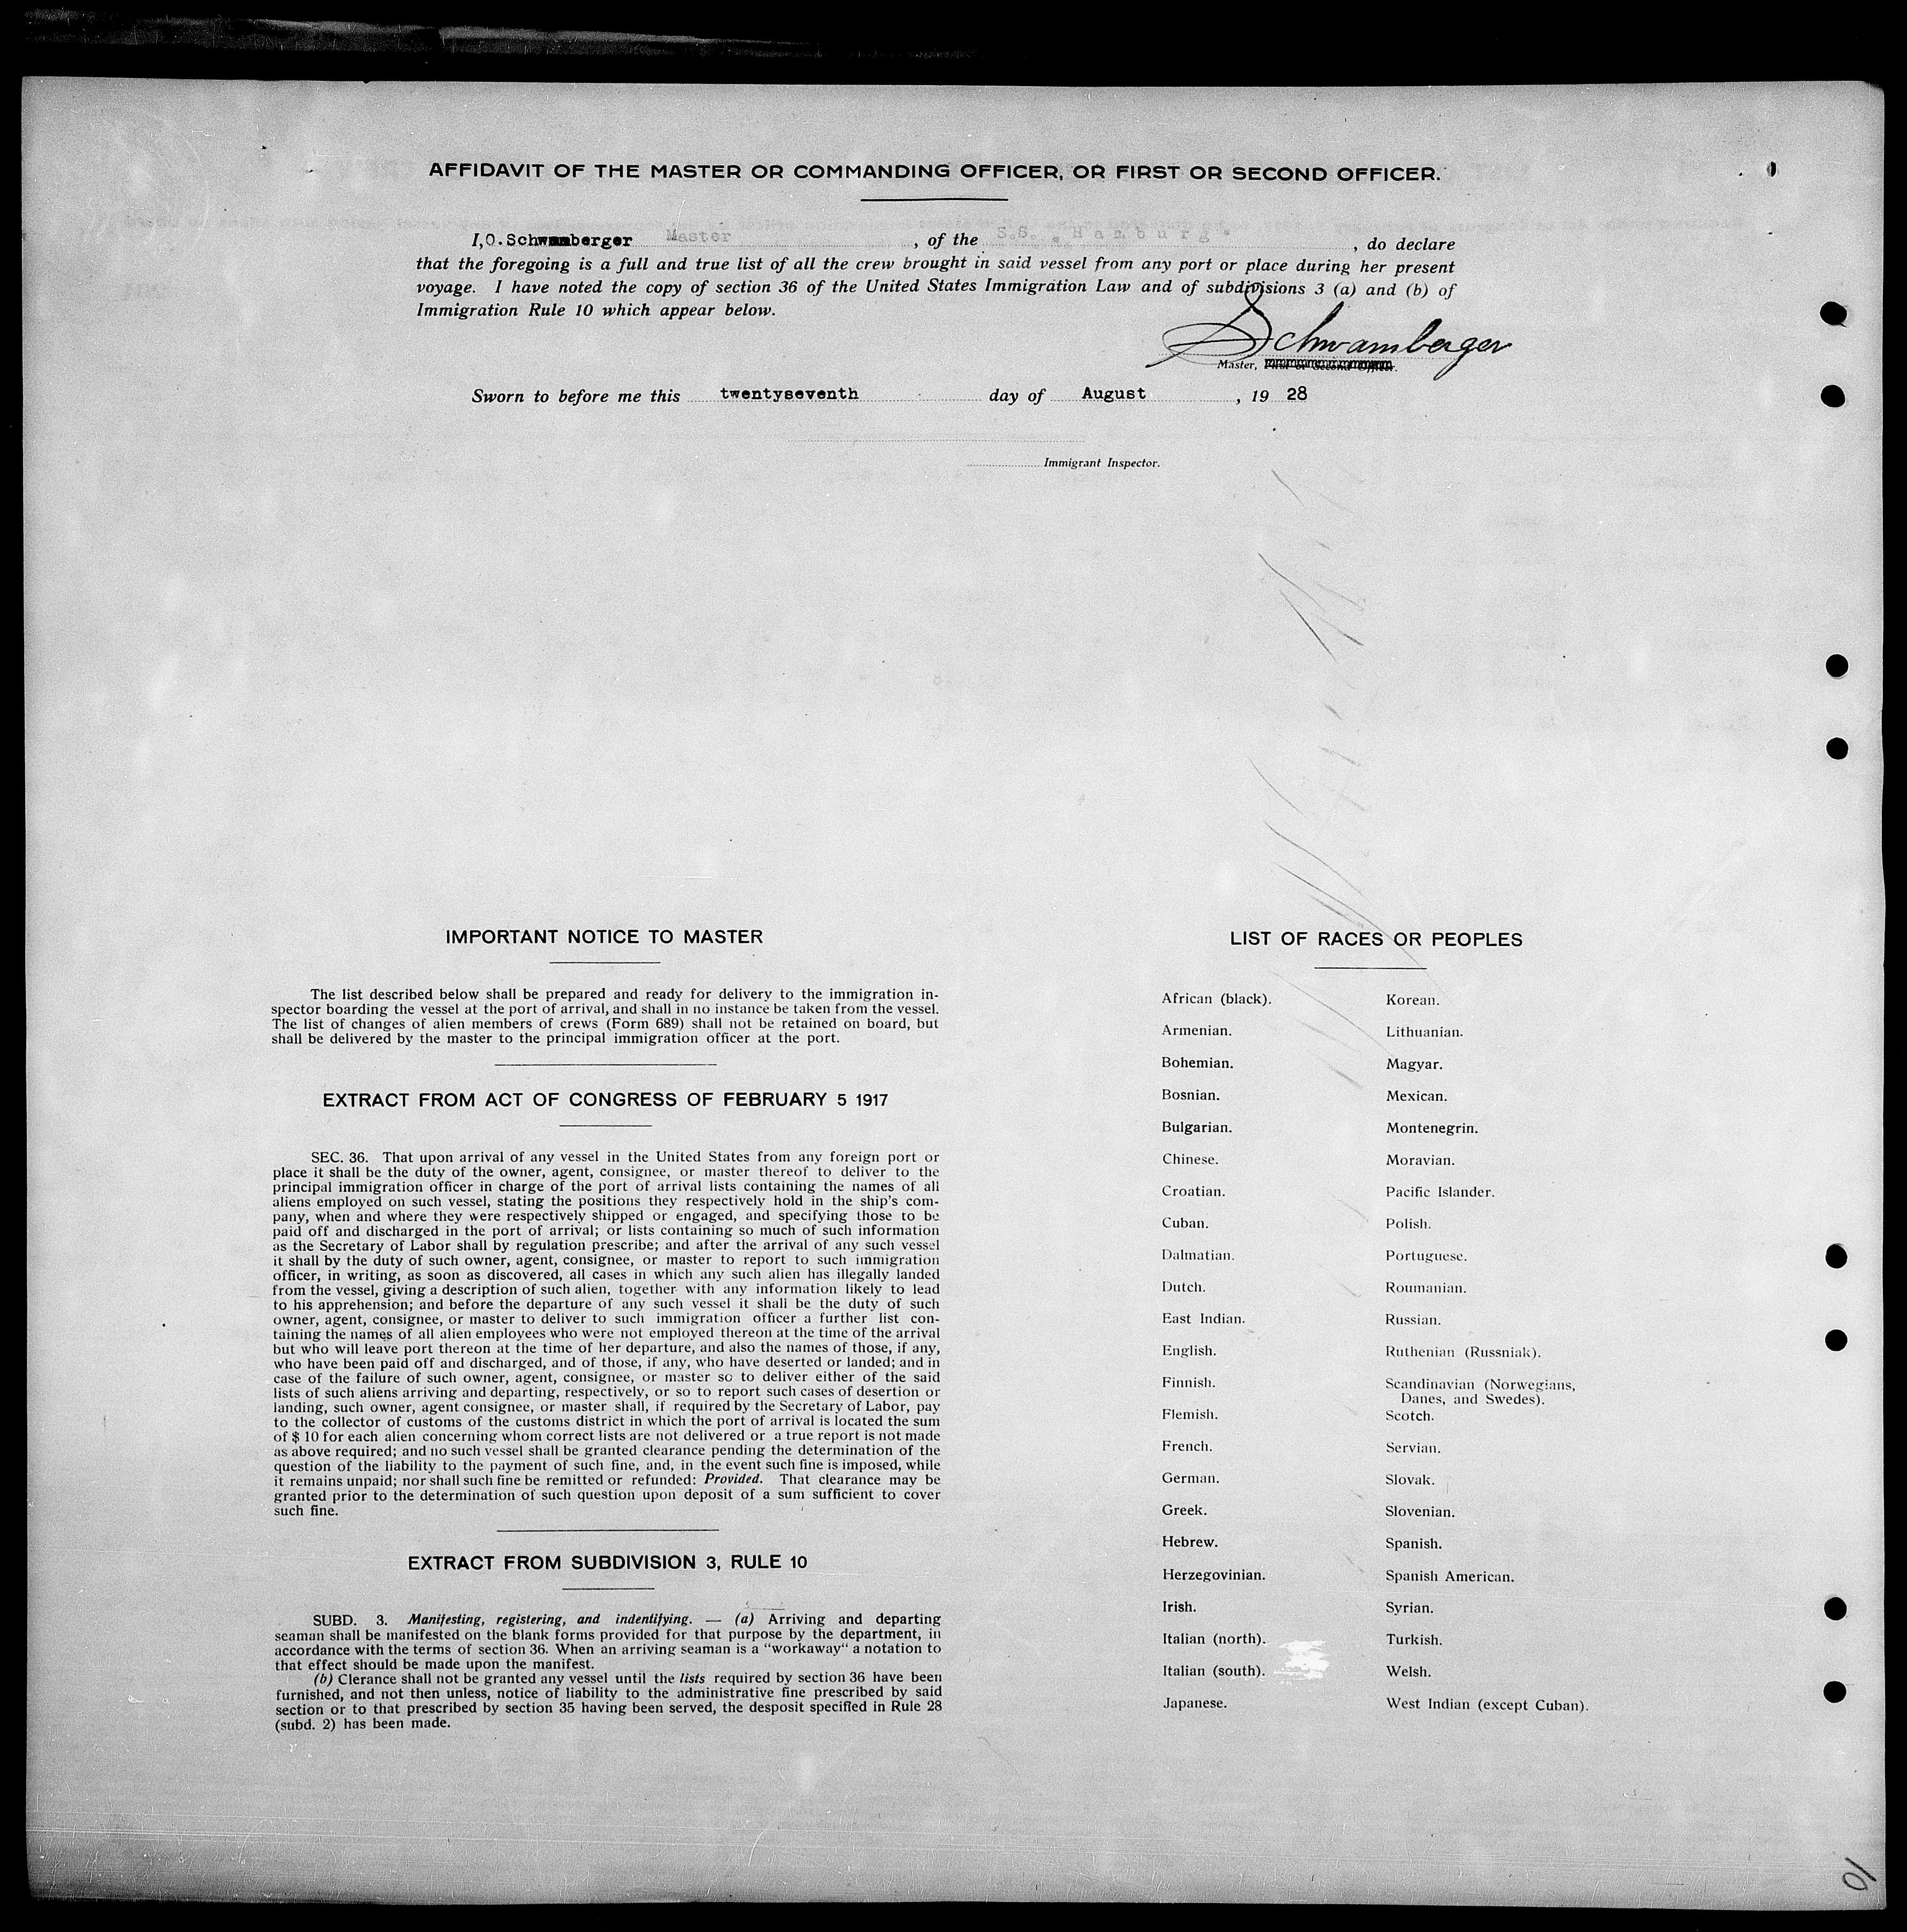 AFFIDAVIT OF THE MASTER OR COMMANDING OFFICER, OR FIRST OR SECOND OFFICER.
I, O. Schwamberger Master , of the S.S. „Hamburg" , do declare
that the foregoing is a full and true list of all the crew brought in said vessel from any port or place during her present
voyage. I have noted the copy of section 36 of the United States Immigration Law and of subdivisions 3 (a) and (b) of
Immigration Rule 10 which appear below.
Schwamberger
Master, First or Second Officer.
Sworn to before me this twentyseventh day of August , 19 28
Immigrant Inspector.
IMPORTANT NOTICE TO MASTER
The list described below shall be prepared and ready for delivery to the immigration in-
spector boarding the vessel at the port of arrival, and shall in no instance be taken from the vessel.
The list of changes of alien members of crews (Form 689) shall not be retained on board, but
shall be delivered by the master to the principal immigration officer at the port.
EXTRACT FROM ACT OF CONGRESS OF FEBRUARY 5 1917
SEC. 36. That upon arrival of any vessel in the United States from any foreign port or
place it shall be the duty of the owner, agent, consignee, or master thereof to deliver to the
principal immigration officer in charge of the port of arrival lists containing the names of all
aliens employed on such vessel, stating the positions they respectively hold in the ship's com-
pany, when and where they were respectively shipped or engaged, and specifying those to be
paid off and discharged in the port of arrival; or lists containing so much of such information
as the Secretary of Labor shall by regulation prescribe; and after the arrival of any such vessel
it shall by the duty of such owner, agent, consignee, or master to report to such immigration
officer, in writing, as soon as discovered, all cases in which any such alien has illegally landed
from the vessel, giving a description of such alien, together with any information likely to lead
to his apprehension; and before the departure of any such vessel it shall be the duty of such
owner, agent, consignee, or master to deliver to such immigration officer a further list con-
taining the names of all alien employees who were not employed thereon at the time of the arrival
but who will leave port thereon at the time of her departure, and also the names of those, if any,
who have been paid off and discharged, and of those, if any, who have deserted or landed; and in
case of the failure of such owner, agent, consignee, or master so to deliver either of the said
lists of such aliens arriving and departing, respectively, or so to report such cases of desertion or
landing, such owner, agent consignee, or master shall, if required by the Secretary of Labor, pay
to the collector of customs of the customs district in which the port of arrival is located the sum
of $ 10 for each alien concerning whom correct lists are not delivered or a true report is not made
as above required; and no such vessel shall be granted clearance pending the determination of the
question of the liability to the payment of such fine, and, in the event such fine is imposed, while
it remains unpaid; nor shall such fine be remitted or refunded: Provided. That clearance may be
granted prior to the determination of such question upon deposit of a sum sufficient to cover
such fine.
EXTRACT FROM SUBDIVISION 3, RULE 10
SUBD. 3. Manifesting, registering, and indentifying. — (a) Arriving and departing
seaman shall be manifested on the blank forms provided for that purpose by the department, in
accordance with the terms of section 36. When an arriving seaman is a "workaway" a notation to
that effect should be made upon the manifest.
(b) Clerance shall not be granted any vessel until the lists required by section 36 have been
furnished, and not then unless, notice of liability to the administrative fine prescribed by said
section or to that prescribed by section 35 having been served, the desposit specified in Rule 28
(subd. 2) has been made.
LIST OF RACES OR PEOPLES
African (black). Korean.
Armenian. Lithuanian.
Bohemian. Magyar.
Bosnian. Mexican.
Bulgarian. Montenegrin.
Chinese. Moravian.
Croatian. Pacific Islander.
Cuban. Polish.
Dalmatian. Portuguese.
Dutch. Roumanian.
East Indian. Russian.
English. Ruthenian (Russniak).
Finnish. Scandinavian (Norwegians,
Danes, and Swedes).
Flemish. Scotch.
French. Servian.
German. Slovak.
Greek. Slovenian.
Hebrew. Spanish.
Herzegovinian. Spanish American.
Irish. Syrian.
Italian (north). Turkish.
Italian (south). Welsh.
Japanese. West Indian (except Cuban).
10